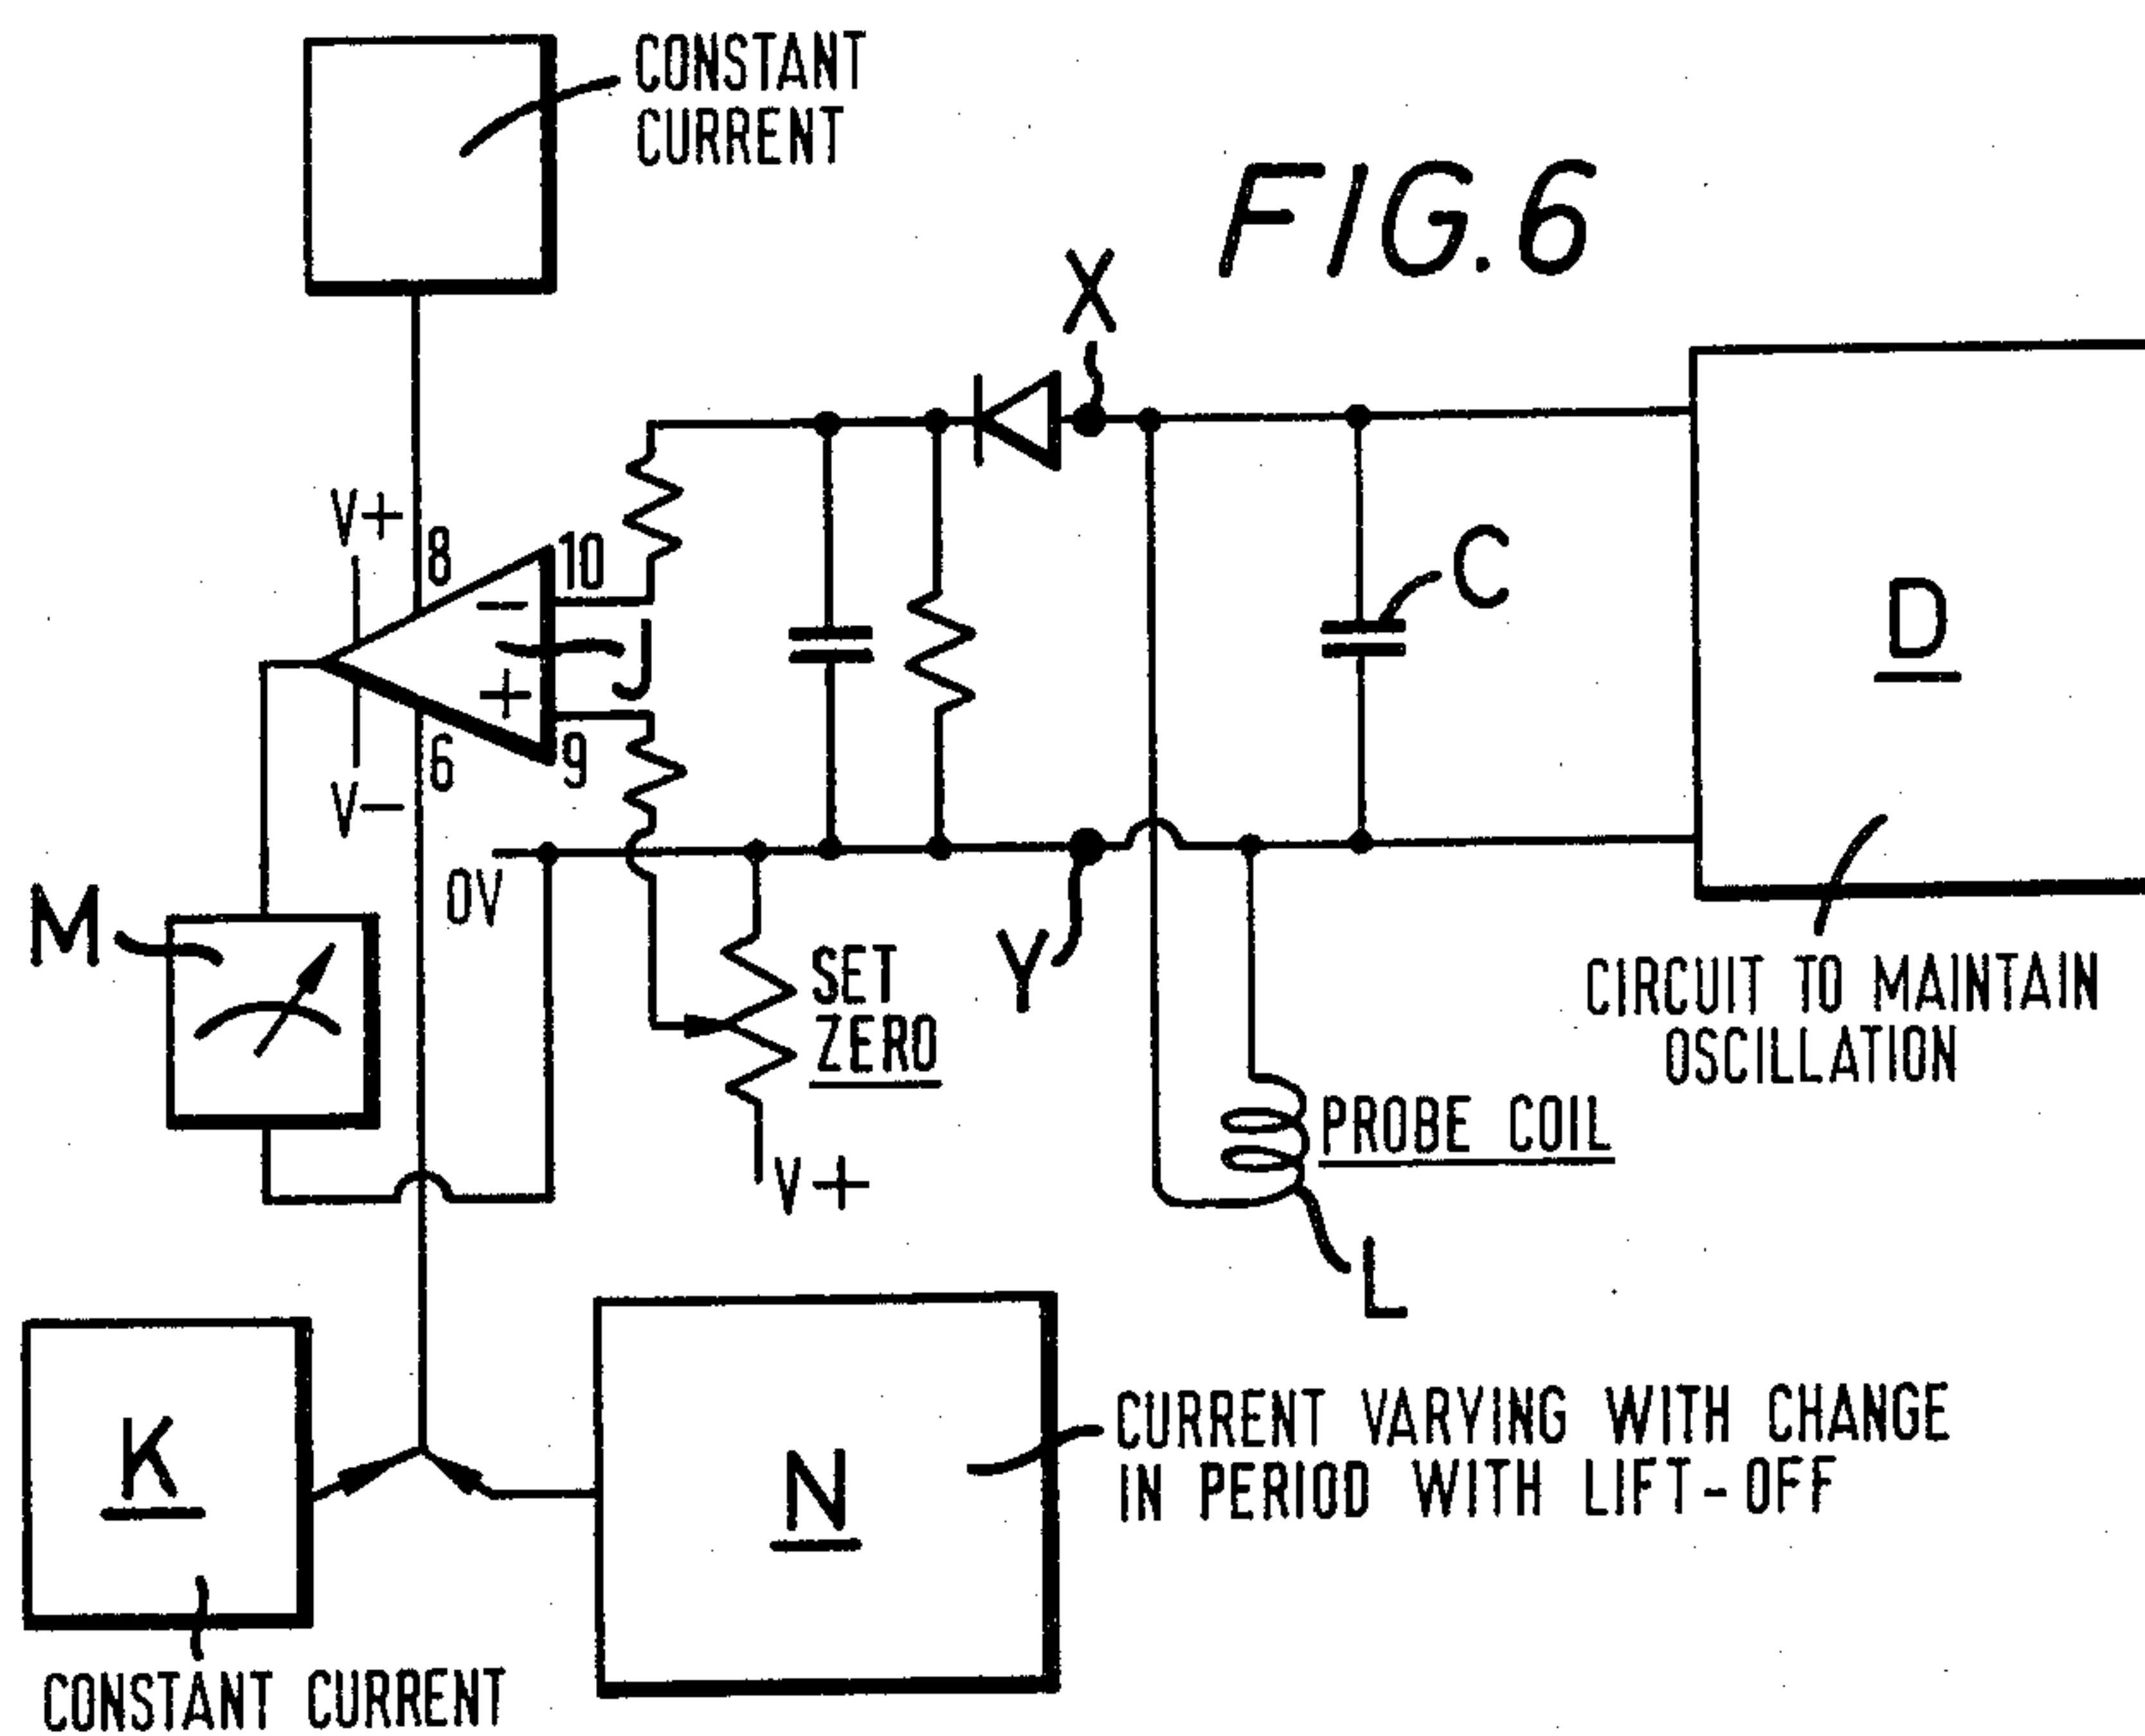 CONSTANT
CURRENT
FIG.6
X
V+
8
10
−
C
D
J
+
6
9
V−
0V
M
Y
SET
ZERO
CIRCUIT TO MAINTAIN
OSCILLATION
PROBE COIL
V+
L
K
N
CURRENT VARYING WITH CHANGE
IN PERIOD WITH LIFT-OFF
CONSTANT CURRENT